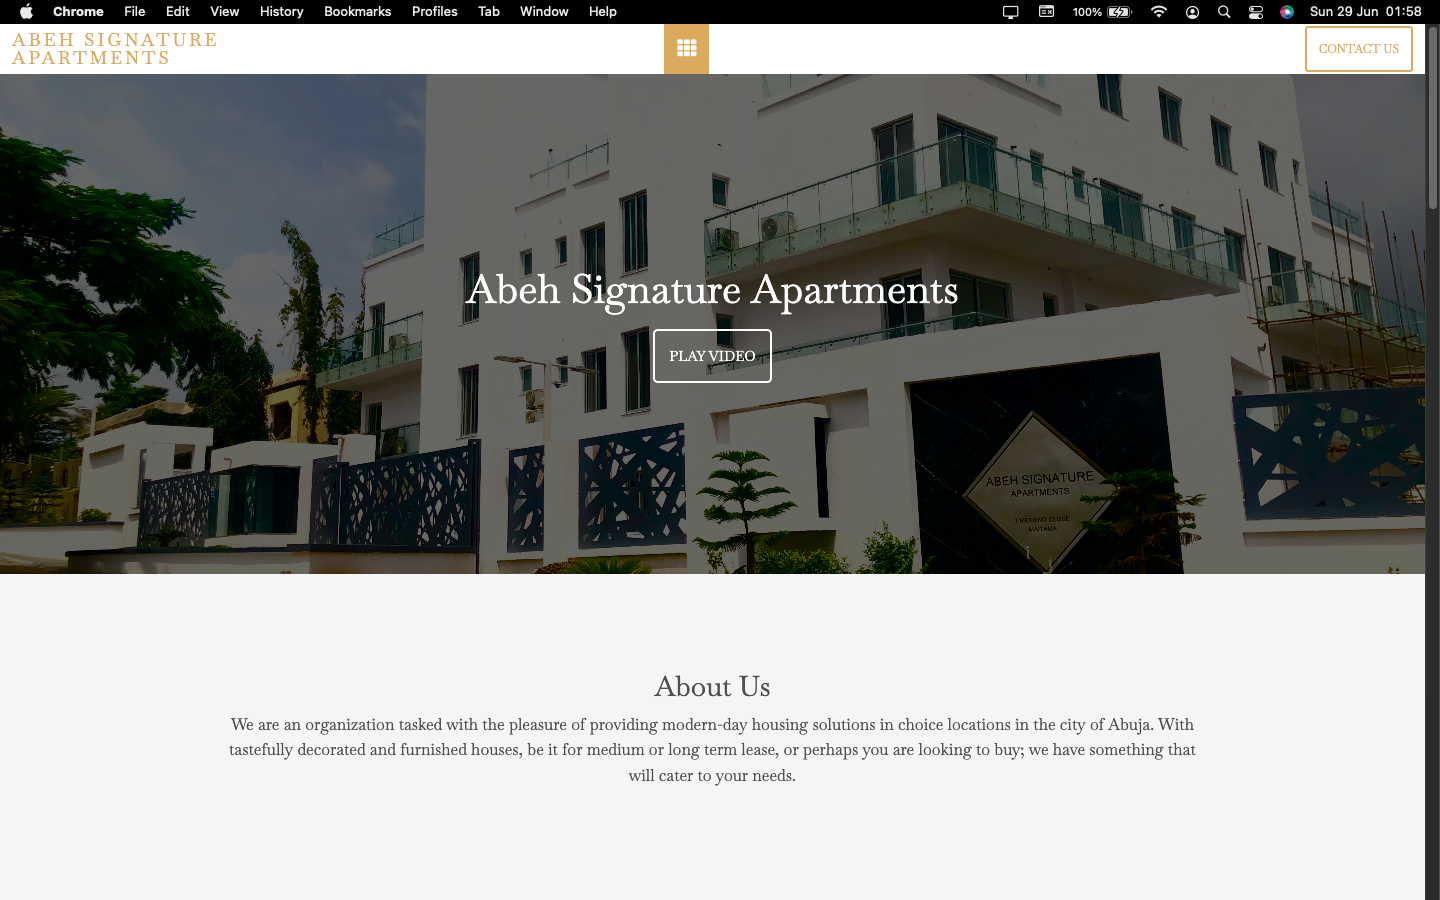 Chrome File Edit View History Bookmarks Profiles Tab Window Help 100% Sun 29 Jun 01:58
ABEH SIGNATURE
APARTMENTS
CONTACT US
Abeh Signature Apartments
PLAY VIDEO
ABEH SIGNATURE
APARTMENTS
1 MEKONG CLOSE
MAITAMA
About Us
We are an organization tasked with the pleasure of providing modern-day housing solutions in choice locations in the city of Abuja. With
tastefully decorated and furnished houses, be it for medium or long term lease, or perhaps you are looking to buy; we have something that
will cater to your needs.